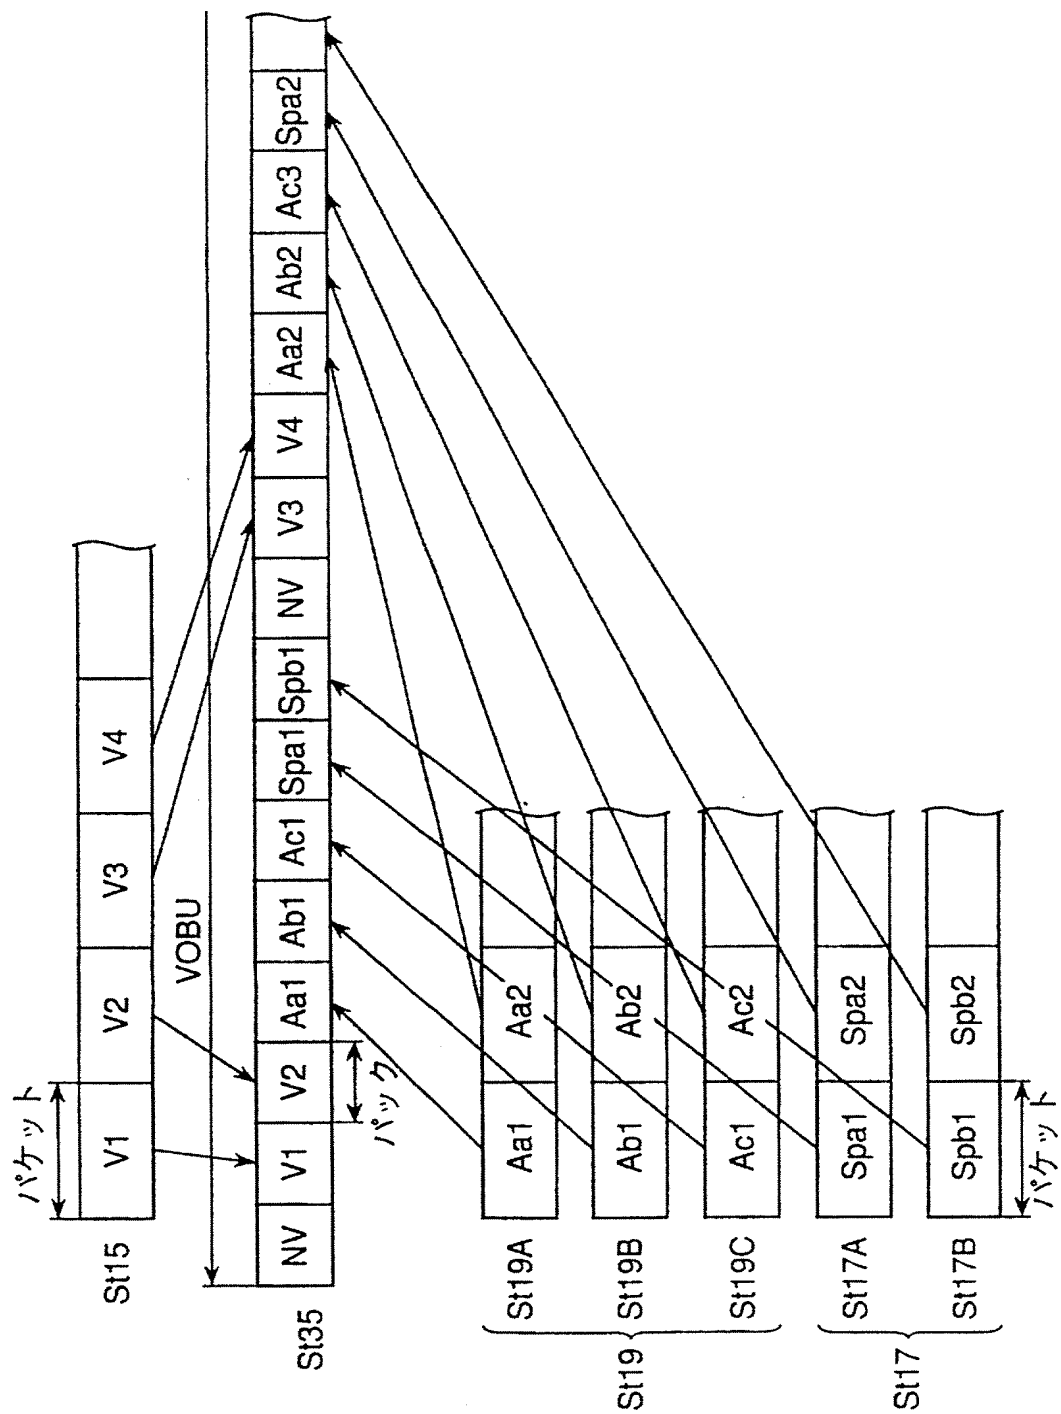 パケット
St15 V1 V2 V3 V4
VOBU
St35 NV V1 V2 Aa1 Ab1 Ac1 Spa1 Spb1 NV V3 V4 Aa2 Ab2 Ac3 Spa2
パック
St19
St19A Aa1 Aa2
St19B Ab1 Ab2
St19C Ac1 Ac2
St17
St17A Spa1 Spa2
St17B Spb1 Spb2
パケット